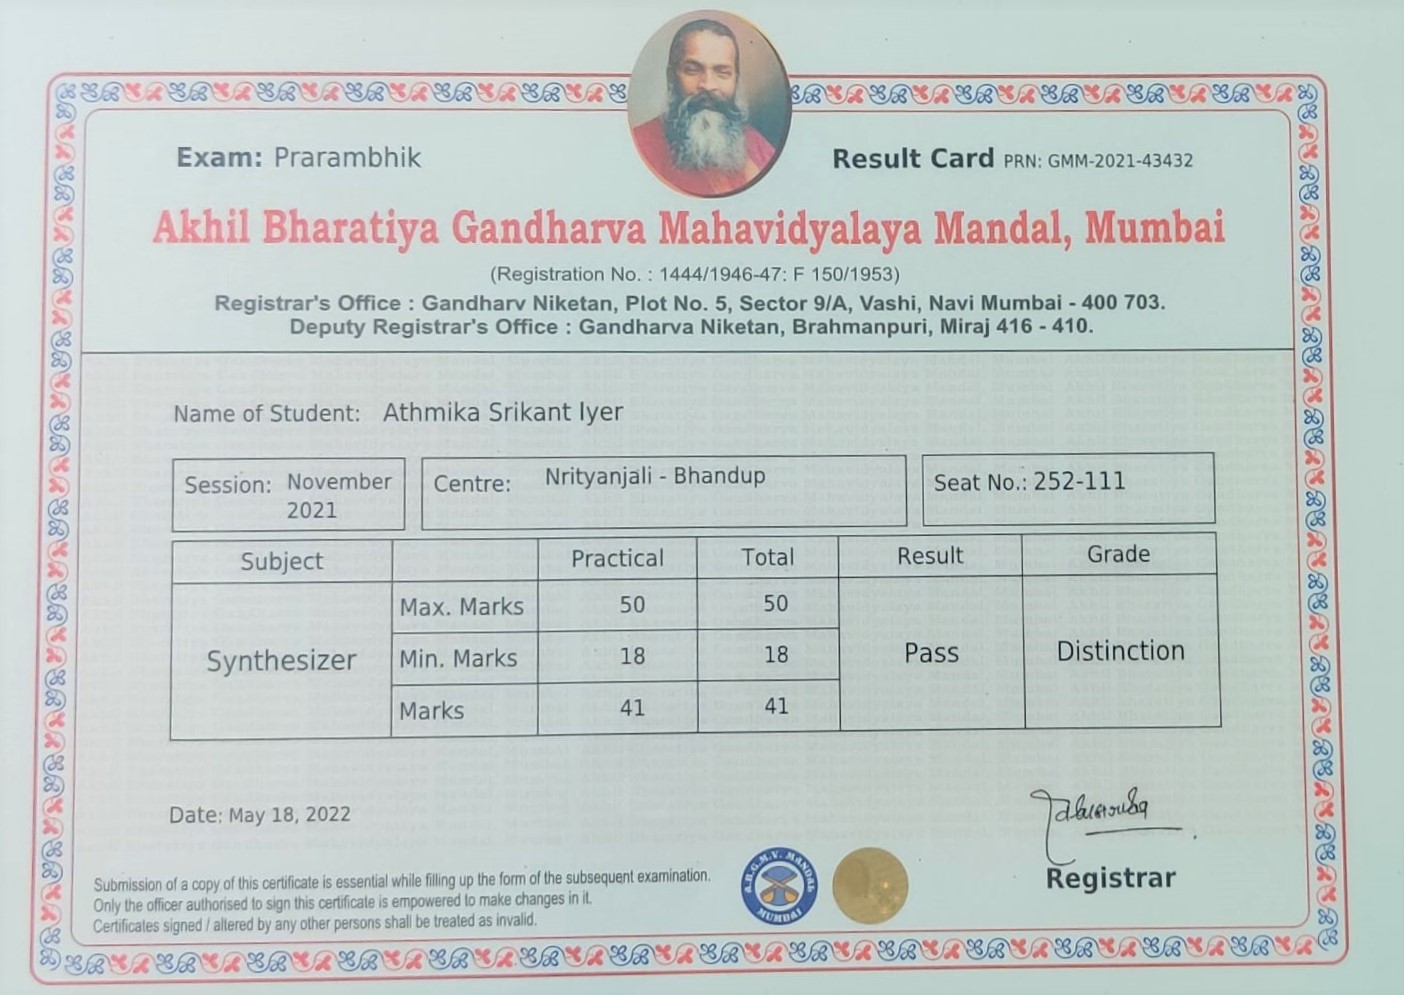 Exam: Prarambhik
Result Card PRN: GMM-2021-43432
Akhil Bharatiya Gandharva Mahavidyalaya Mandal, Mumbai
(Registration No. : 1444/1946-47: F 150/1953)
Registrar's Office : Gandharv Niketan, Plot No. 5, Sector 9/A, Vashi, Navi Mumbai - 400 703.
Deputy Registrar's Office : Gandharva Niketan, Brahmanpuri, Miraj 416 - 410.
Name of Student: Athmika Srikant Iyer
Session: November 2021
Centre: Nrityanjali - Bhandup
Seat No.: 252-111
Subject Practical Total Result Grade
Max. Marks 50 50
Synthesizer Min. Marks 18 18 Pass Distinction
Marks 41 41
Date: May 18, 2022
Registrar
Submission of a copy of this certificate is essential while filling up the form of the subsequent examination.
Only the officer authorised to sign this certificate is empowered to make changes in it.
Certificates signed / altered by any other persons shall be treated as invalid.
A.B.G.M.V. MANDAL
MUMBAI